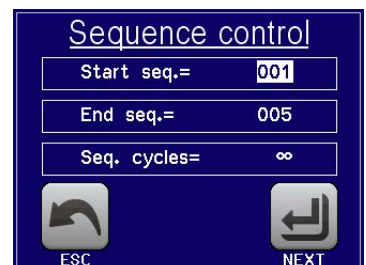 Sequence control
Start seq.= 001
End seq.= 005
Seq. cycles= ∞
ESC NEXT